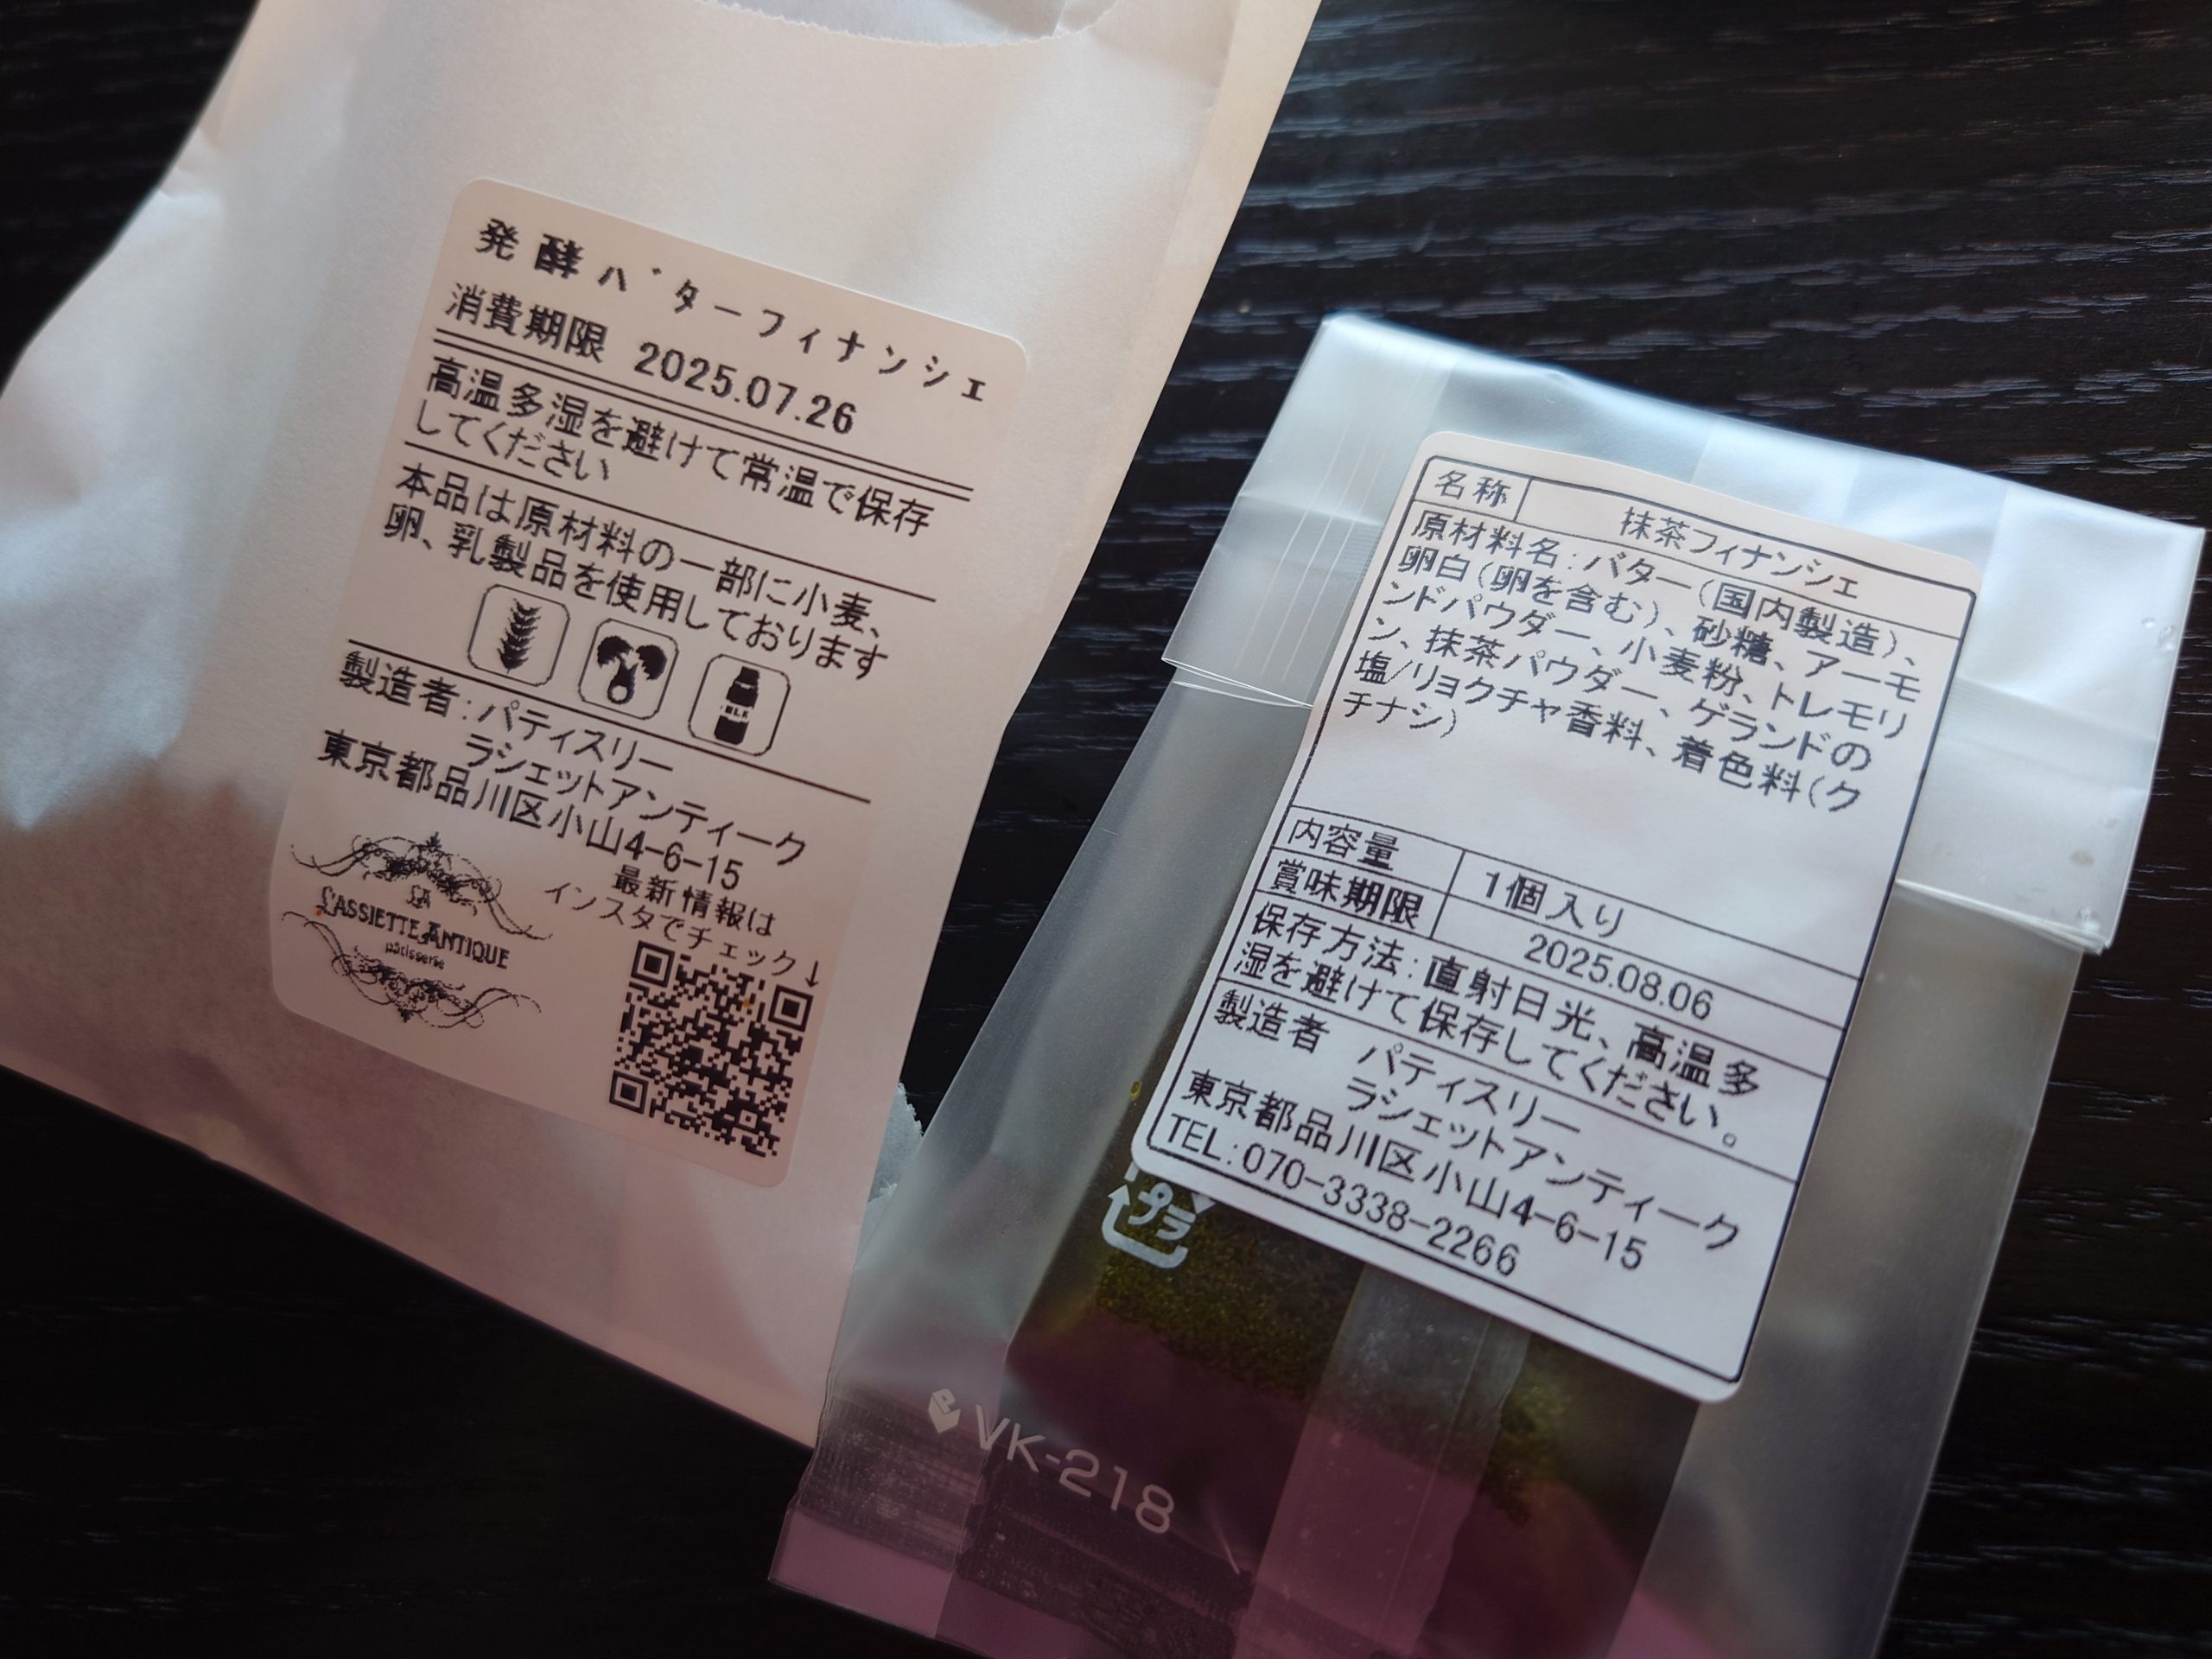 発酵バターフィナンシェ
消費期限 2025.07.26
高温多湿を避けて常温で保存
してください
本品は原材料の一部に小麦、
卵、乳製品を使用しております
MILK
製造者:パティスリー
ラシェットアンティーク
東京都品川区小山4-6-15
最新情報は
インスタでチェック↓
LA
L'ASSIETTE ANTIQUE
pâtisserie
名称 抹茶フィナンシェ
原材料名:バター(国内製造)、
卵白(卵を含む)、砂糖、アーモ
ンドパウダー、小麦粉、トレモリ
ン、抹茶パウダー、ゲランドの
塩/リョクチャ香料、着色料(ク
チナシ)
内容量 1個入り
賞味期限 2025.08.06
保存方法:直射日光、高温多
湿を避けて保存してください。
製造者 パティスリー
ラシェットアンティーク
東京都品川区小山4-6-15
TEL:070-3338-2266
プラ
VK-218